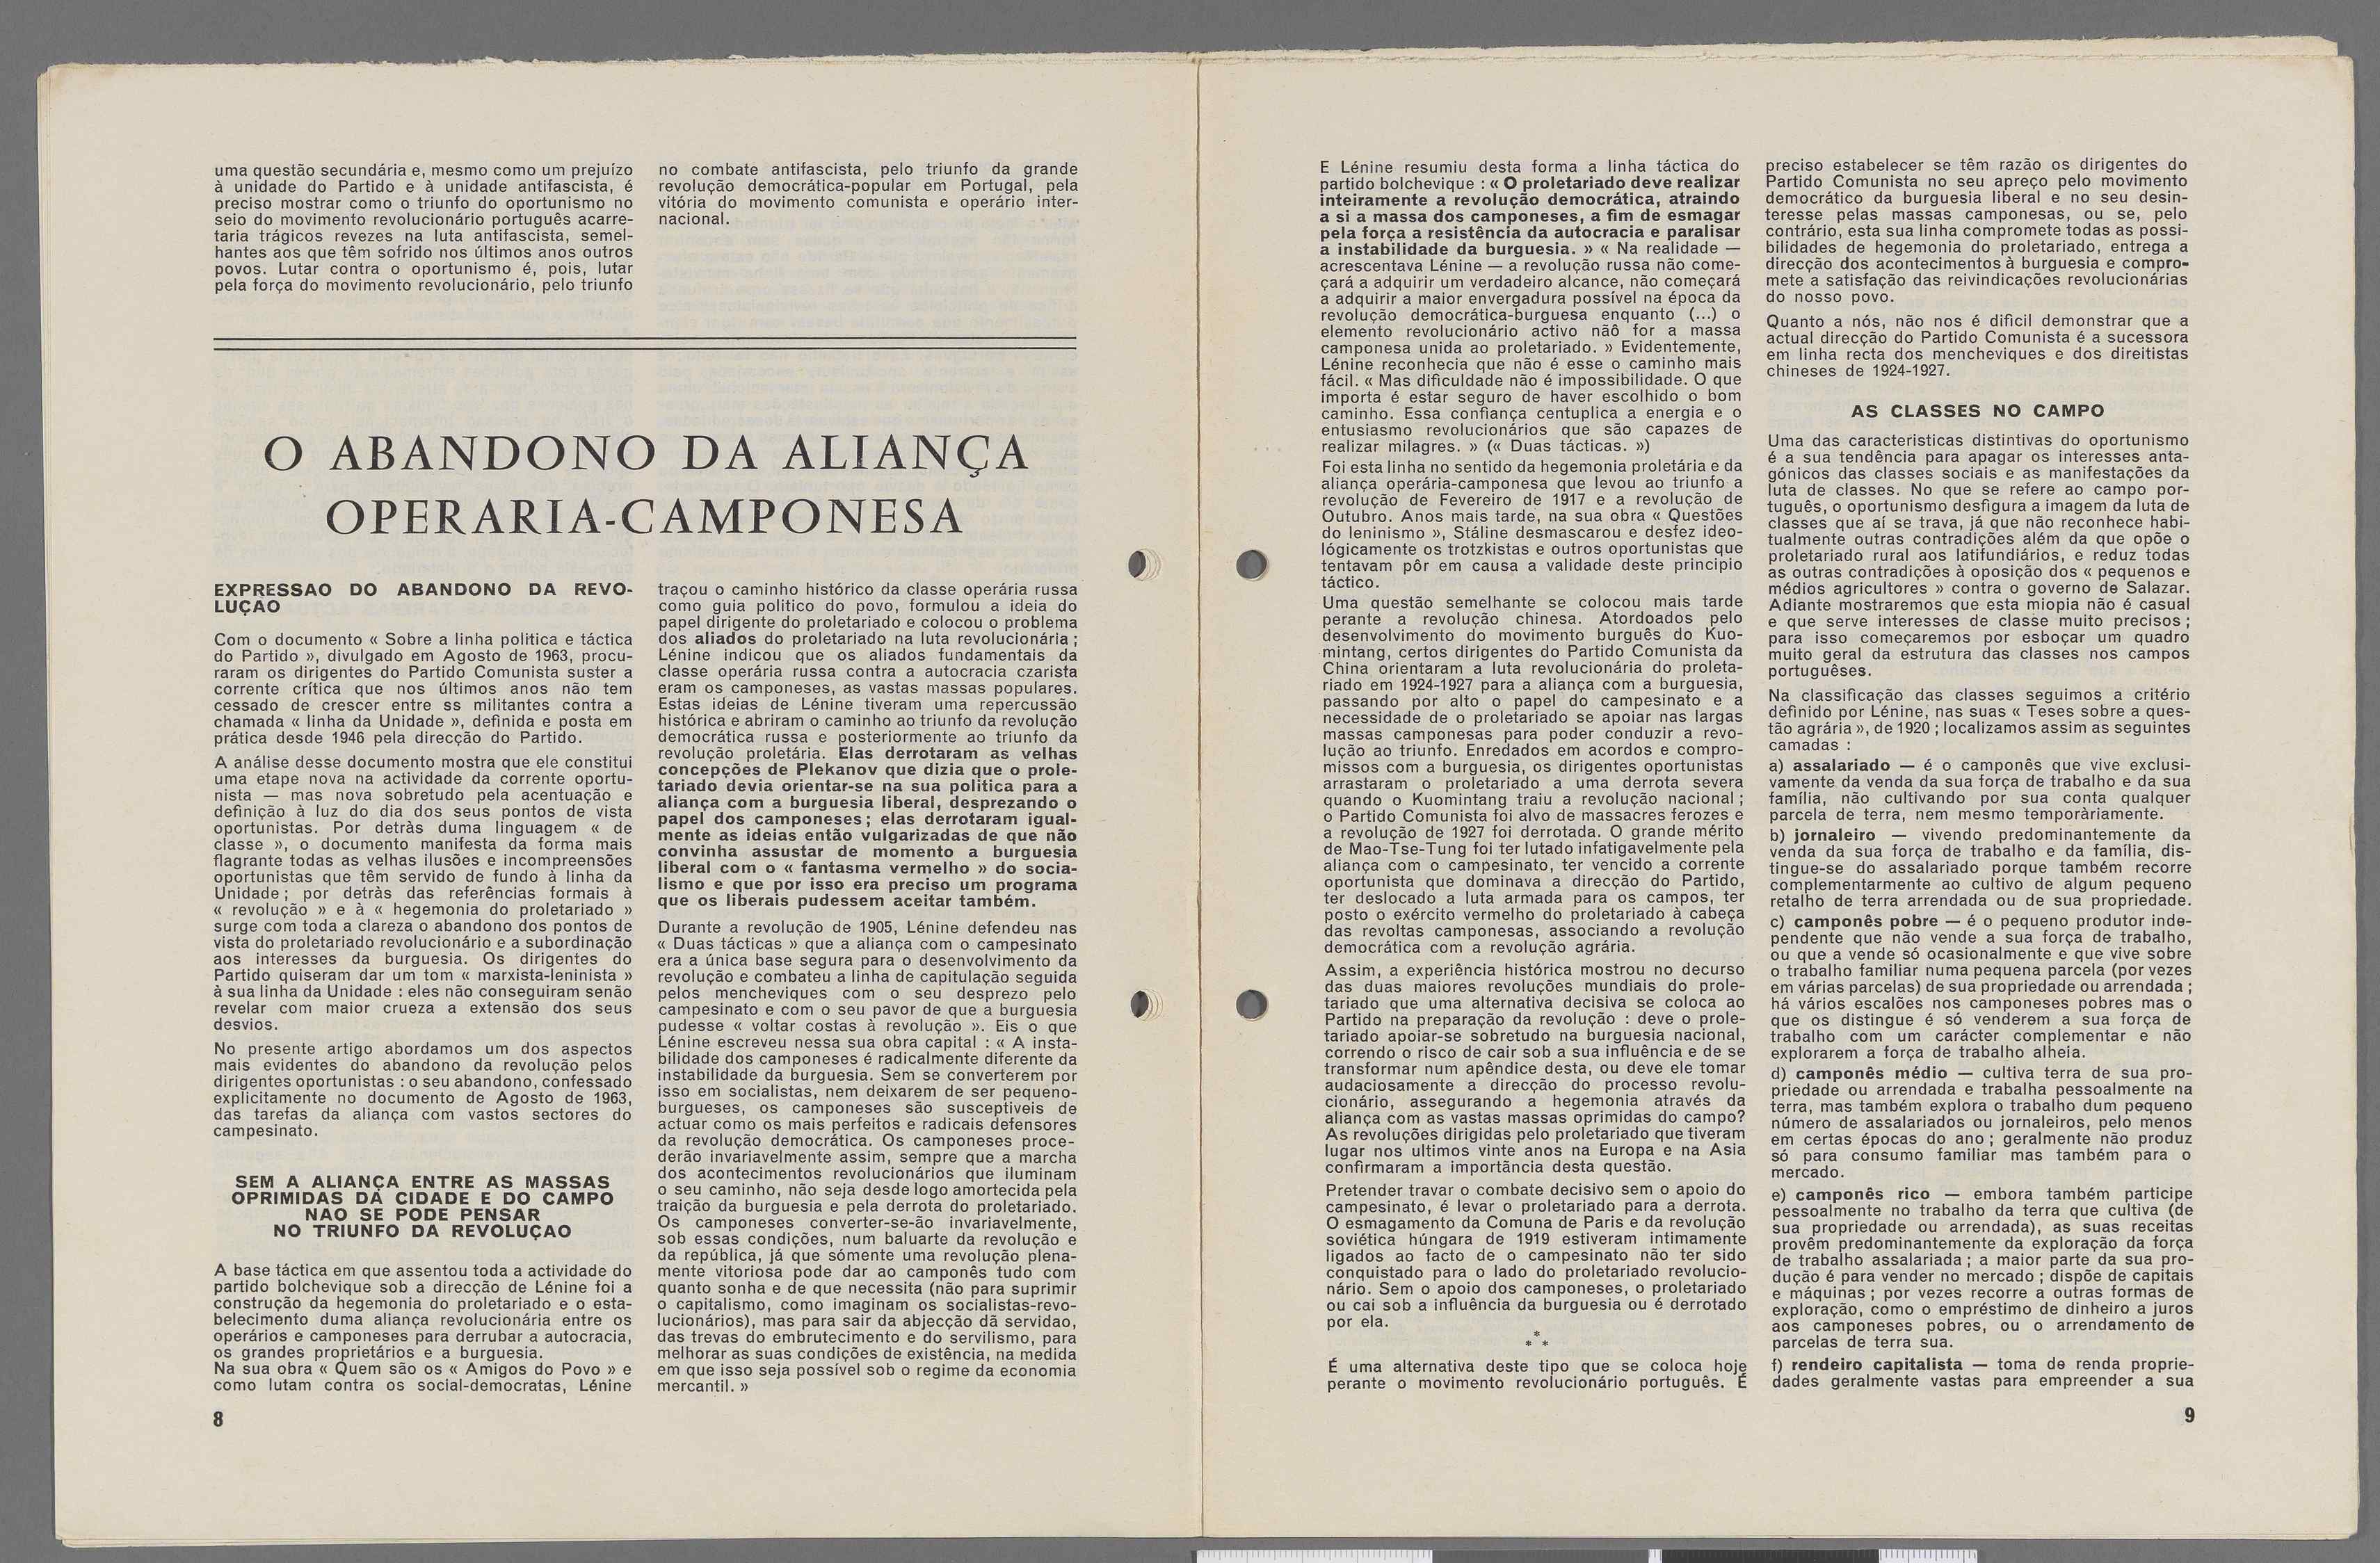 uma questão secundária e, mesmo como um prejuízo
à unidade do Partido e à unidade antifascista, é
preciso mostrar como o triunfo do oportunismo no
seio do movimento revolucionário português acarre-
taria trágicos revezes na luta antifascista, semel-
hantes aos que têm sofrido nos últimos anos outros
povos. Lutar contra o oportunismo é, pois, lutar
pela força do movimento revolucionário, pelo triunfo
no combate antifascista, pelo triunfo da grande
revolução democrática-popular em Portugal, pela
vitória do movimento comunista e operário inter-
nacional.
O ABANDONO DA ALIANÇA
OPERARIA-CAMPONESA
EXPRESSAO DO ABANDONO DA REVO-
LUÇAO
Com o documento « Sobre a linha politica e táctica
do Partido », divulgado em Agosto de 1963, procu-
raram os dirigentes do Partido Comunista suster a
corrente crítica que nos últimos anos não tem
cessado de crescer entre ss militantes contra a
chamada « linha da Unidade », definida e posta em
prática desde 1946 pela direcção do Partido.
A análise desse documento mostra que ele constitui
uma etape nova na actividade da corrente oportu-
nista — mas nova sobretudo pela acentuação e
definição à luz do dia dos seus pontos de vista
oportunistas. Por detràs duma linguagem « de
classe », o documento manifesta da forma mais
flagrante todas as velhas ilusões e incompreensões
oportunistas que têm servido de fundo à linha da
Unidade ; por detràs das referências formais à
« revolução » e à « hegemonia do proletariado »
surge com toda a clareza o abandono dos pontos de
vista do proletariado revolucionário e a subordinação
aos interesses da burguesia. Os dirigentes do
Partido quiseram dar um tom « marxista-leninista »
à sua linha da Unidade : eles não conseguiram senão
revelar com maior crueza a extensão dos seus
desvios.
No presente artigo abordamos um dos aspectos
mais evidentes do abandono da revolução pelos
dirigentes oportunistas : o seu abandono, confessado
explicitamente no documento de Agosto de 1963,
das tarefas da aliança com vastos sectores do
campesinato.
SEM A ALIANÇA ENTRE AS MASSAS
OPRIMIDAS DA CIDADE E DO CAMPO
NAO SE PODE PENSAR
NO TRIUNFO DA REVOLUÇAO
A base táctica em que assentou toda a actividade do
partido bolchevique sob a direcção de Lénine foi a
construção da hegemonia do proletariado e o esta-
belecimento duma aliança revolucionária entre os
operários e camponeses para derrubar a autocracia,
os grandes proprietários e a burguesia.
Na sua obra « Quem são os « Amigos do Povo » e
como lutam contra os social-democratas, Lénine
traçou o caminho histórico da classe operária russa
como guia politico do povo, formulou a ideia do
papel dirigente do proletariado e colocou o problema
dos aliados do proletariado na luta revolucionária ;
Lénine indicou que os aliados fundamentais da
classe operária russa contra a autocracia czarista
eram os camponeses, as vastas massas populares.
Estas ideias de Lénine tiveram uma repercussão
histórica e abriram o caminho ao triunfo da revolução
democrática russa e posteriormente ao triunfo da
revolução proletária. Elas derrotaram as velhas
concepções de Plekanov que dizia que o prole-
tariado devia orientar-se na sua politica para a
aliança com a burguesia liberal, desprezando o
papel dos camponeses ; elas derrotaram igual-
mente as ideias então vulgarizadas de que não
convinha assustar de momento a burguesia
liberal com o « fantasma vermelho » do socia-
lismo e que por isso era preciso um programa
que os liberais pudessem aceitar também.
Durante a revolução de 1905, Lénine defendeu nas
« Duas tácticas » que a aliança com o campesinato
era a única base segura para o desenvolvimento da
revolução e combateu a linha de capitulação seguida
pelos mencheviques com o seu desprezo pelo
campesinato e com o seu pavor de que a burguesia
pudesse « voltar costas à revolução ». Eis o que
Lénine escreveu nessa sua obra capital : « A insta-
bilidade dos camponeses é radicalmente diferente da
instabilidade da burguesia. Sem se converterem por
isso em socialistas, nem deixarem de ser pequeno-
burgueses, os camponeses são susceptiveis de
actuar como os mais perfeitos e radicais defensores
da revolução democrática. Os camponeses proce-
derão invariavelmente assim, sempre que a marcha
dos acontecimentos revolucionários que iluminam
o seu caminho, não seja desde logo amortecida pela
traição da burguesia e pela derrota do proletariado.
Os camponeses converter-se-ão invariavelmente,
sob essas condições, num baluarte da revolução e
da república, já que sómente uma revolução plena-
mente vitoriosa pode dar ao camponês tudo com
quanto sonha e de que necessita (não para suprimir
o capitalismo, como imaginam os socialistas-revo-
lucionários), mas para sair da abjecção dã servidao,
das trevas do embrutecimento e do servilismo, para
melhorar as suas condições de existência, na medida
em que isso seja possível sob o regime da economia
mercantil. »
8
E Lénine resumiu desta forma a linha táctica do
partido bolchevique : « O proletariado deve realizar
inteiramente a revolução democrática, atraindo
a si a massa dos camponeses, a fim de esmagar
pela força a resistência da autocracia e paralisar
a instabilidade da burguesia. » « Na realidade —
acrescentava Lénine — a revolução russa não come-
çará a adquirir um verdadeiro alcance, não começará
a adquirir a maior envergadura possível na época da
revolução democrática-burguesa enquanto (...) o
elemento revolucionário activo nãô for a massa
camponesa unida ao proletariado. » Evidentemente,
Lénine reconhecia que não é esse o caminho mais
fácil. « Mas dificuldade não é impossibilidade. O que
importa é estar seguro de haver escolhido o bom
caminho. Essa confiança centuplica a energia e o
entusiasmo revolucionários que são capazes de
realizar milagres. » (« Duas tácticas. »)
Foi esta linha no sentido da hegemonia proletária e da
aliança operária-camponesa que levou ao triunfo a
revolução de Fevereiro de 1917 e a revolução de
Outubro. Anos mais tarde, na sua obra « Questões
do leninismo », Stáline desmascarou e desfez ideo-
lógicamente os trotzkistas e outros oportunistas que
tentavam pôr em causa a validade deste principio
táctico.
Uma questão semelhante se colocou mais tarde
perante a revolução chinesa. Atordoados pelo
desenvolvimento do movimento burguês do Kuo-
mintang, certos dirigentes do Partido Comunista da
China orientaram a luta revolucionária do proleta-
riado em 1924-1927 para a aliança com a burguesia,
passando por alto o papel do campesinato e a
necessidade de o proletariado se apoiar nas largas
massas camponesas para poder conduzir a revo-
lução ao triunfo. Enredados em acordos e compro-
missos com a burguesia, os dirigentes oportunistas
arrastaram o proletariado a uma derrota severa
quando o Kuomintang traiu a revolução nacional ;
o Partido Comunista foi alvo de massacres ferozes e
a revolução de 1927 foi derrotada. O grande mérito
de Mao-Tse-Tung foi ter lutado infatigavelmente pela
aliança com o campesinato, ter vencido a corrente
oportunista que dominava a direcção do Partido,
ter deslocado a luta armada para os campos, ter
posto o exército vermelho do proletariado à cabeça
das revoltas camponesas, associando a revolução
democrática com a revolução agrária.
Assim, a experiência histórica mostrou no decurso
das duas maiores revoluções mundiais do prole-
tariado que uma alternativa decisiva se coloca ao
Partido na preparação da revolução : deve o prole-
tariado apoiar-se sobretudo na burguesia nacional,
correndo o risco de cair sob a sua influência e de se
transformar num apêndice desta, ou deve ele tomar
audaciosamente a direcção do processo revolu-
cionário, assegurando a hegemonia através da
aliança com as vastas massas oprimidas do campo?
As revoluções dirigidas pelo proletariado que tiveram
lugar nos ultimos vinte anos na Europa e na Asia
confirmaram a importãncia desta questão.
Pretender travar o combate decisivo sem o apoio do
campesinato, é levar o proletariado para a derrota.
O esmagamento da Comuna de Paris e da revolução
soviética húngara de 1919 estiveram intimamente
ligados ao facto de o campesinato não ter sido
conquistado para o lado do proletariado revolucio-
nário. Sem o apoio dos camponeses, o proletariado
ou cai sob a influência da burguesia ou é derrotado
por ela.
*
* *
É uma alternativa deste tipo que se coloca hoje
perante o movimento revolucionário português. É
preciso estabelecer se têm razão os dirigentes do
Partido Comunista no seu apreço pelo movimento
democrático da burguesia liberal e no seu desin-
teresse pelas massas camponesas, ou se, pelo
contrário, esta sua linha compromete todas as possi-
bilidades de hegemonia do proletariado, entrega a
direcção dos acontecimentos à burguesia e compro-
mete a satisfação das reivindicações revolucionárias
do nosso povo.
Quanto a nós, não nos é dificil demonstrar que a
actual direcção do Partido Comunista é a sucessora
em linha recta dos mencheviques e dos direitistas
chineses de 1924-1927.
AS CLASSES NO CAMPO
Uma das caracteristicas distintivas do oportunismo
é a sua tendência para apagar os interesses anta-
gónicos das classes sociais e as manifestações da
luta de classes. No que se refere ao campo por-
tuguês, o oportunismo desfigura a imagem da luta de
classes que aí se trava, já que não reconhece habi-
tualmente outras contradições além da que opõe o
proletariado rural aos latifundiários, e reduz todas
as outras contradições à oposição dos « pequenos e
médios agricultores » contra o governo de Salazar.
Adiante mostraremos que esta miopia não é casual
e que serve interesses de classe muito precisos ;
para isso começaremos por esboçar um quadro
muito geral da estrutura das classes nos campos
portuguêses.
Na classificação das classes seguimos a critério
definido por Lénine, nas suas « Teses sobre a ques-
tão agrária », de 1920 ; localizamos assim as seguintes
camadas :
a) assalariado — é o camponês que vive exclusi-
vamente da venda da sua força de trabalho e da sua
família, não cultivando por sua conta qualquer
parcela de terra, nem mesmo temporàriamente.
b) jornaleiro — vivendo predominantemente da
venda da sua força de trabalho e da família, dis-
tingue-se do assalariado porque também recorre
complementarmente ao cultivo de algum pequeno
retalho de terra arrendada ou de sua propriedade.
c) camponês pobre — é o pequeno produtor inde-
pendente que não vende a sua força de trabalho,
ou que a vende só ocasionalmente e que vive sobre
o trabalho familiar numa pequena parcela (por vezes
em várias parcelas) de sua propriedade ou arrendada ;
há vários escalões nos camponeses pobres mas o
que os distingue é só venderem a sua força de
trabalho com um carácter complementar e não
explorarem a força de trabalho alheia.
d) camponês médio — cultiva terra de sua pro-
priedade ou arrendada e trabalha pessoalmente na
terra, mas também explora o trabalho dum pequeno
número de assalariados ou jornaleiros, pelo menos
em certas épocas do ano ; geralmente não produz
só para consumo familiar mas também para o
mercado.
e) camponês rico — embora também participe
pessoalmente no trabalho da terra que cultiva (de
sua propriedade ou arrendada), as suas receitas
provêm predominantemente da exploração da força
de trabalho assalariada ; a maior parte da sua pro-
dução é para vender no mercado ; dispõe de capitais
e máquinas ; por vezes recorre a outras formas de
exploração, como o empréstimo de dinheiro a juros
aos camponeses pobres, ou o arrendamento de
parcelas de terra sua.
f) rendeiro capitalista — toma de renda proprie-
dades geralmente vastas para empreender a sua
9